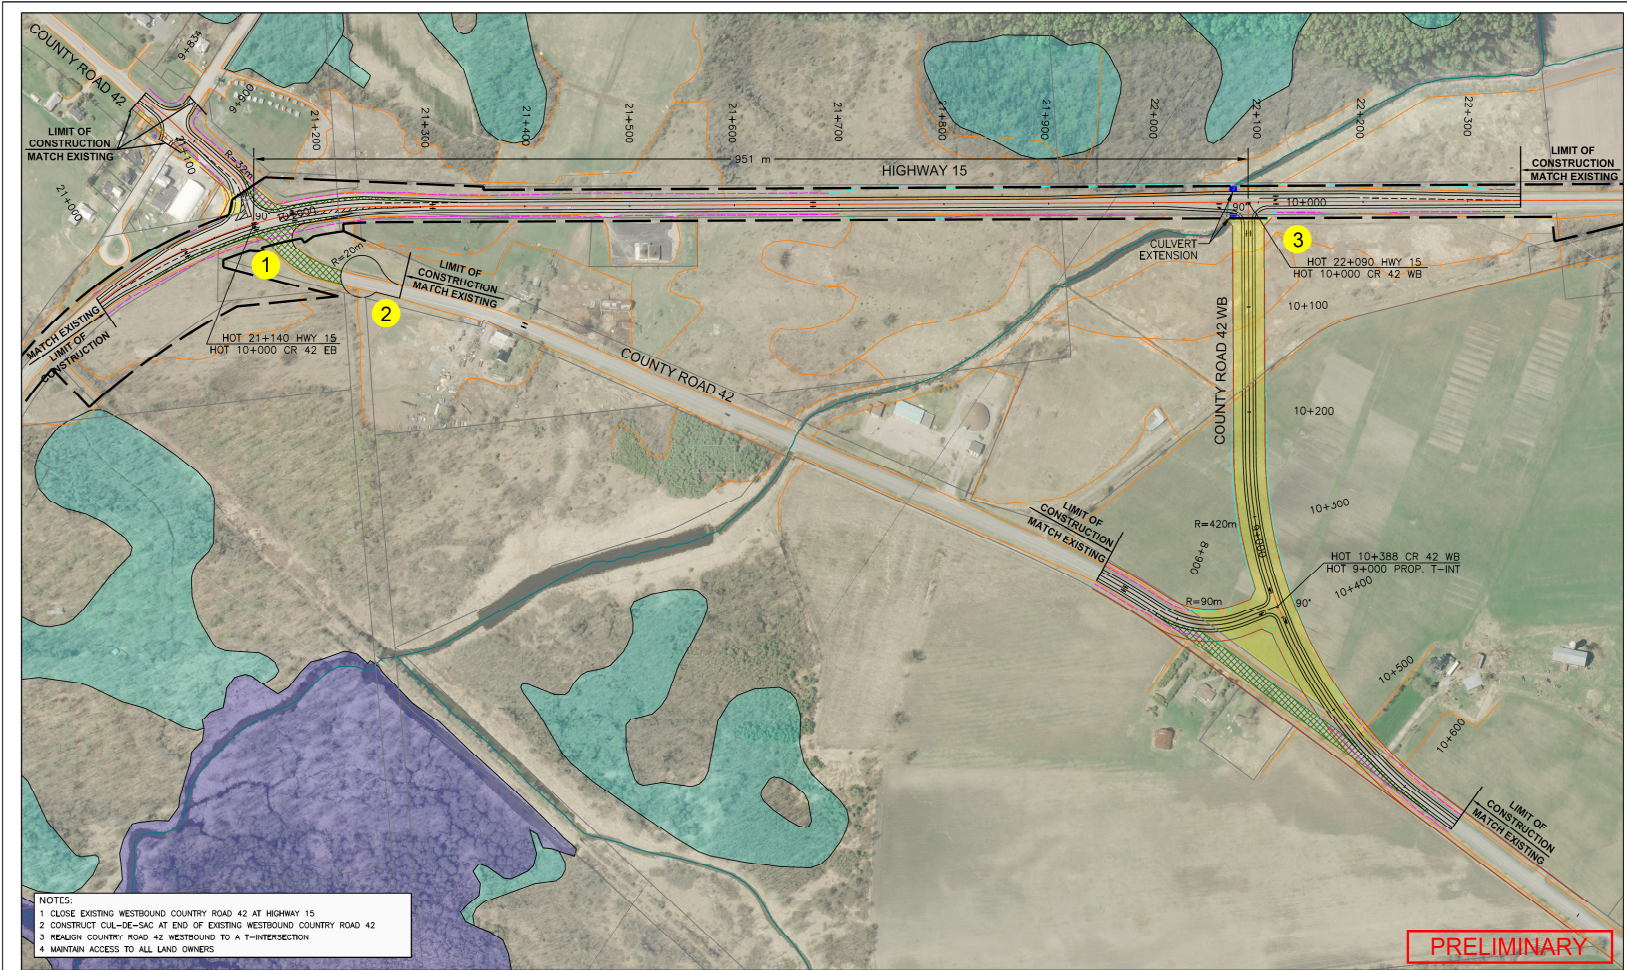 COUNTY ROAD 42
9+834
9+900
LIMIT OF
CONSTRUCTION
MATCH EXISTING
21+000
21+100
R=32m
90°
21+200
21+300
21+400
21+500
21+600
21+700
21+800
21+900
22+000
22+100
22+200
22+300
951 m
HIGHWAY 15
LIMIT OF
CONSTRUCTION
MATCH EXISTING
90°
10+000
CULVERT
EXTENSION
3
HOT 22+090 HWY 15
HOT 10+000 CR 42 WB
1
R=20m
2
LIMIT OF
CONSTRUCTION
MATCH EXISTING
MATCH EXISTING
LIMIT OF
CONSTRUCTION
HOT 21+140 HWY 15
HOT 10+000 CR 42 EB
COUNTY ROAD 42
COUNTY ROAD 42 WB
10+100
10+200
10+300
LIMIT OF
CONSTRUCTION
MATCH EXISTING
R=420m
8+900
R=90m
90°
HOT 10+388 CR 42 WB
HOT 9+000 PROP. T-INT
10+400
10+500
10+600
LIMIT OF
CONSTRUCTION
MATCH EXISTING
NOTES:
1 CLOSE EXISTING WESTBOUND COUNTRY ROAD 42 AT HIGHWAY 15
2 CONSTRUCT CUL-DE-SAC AT END OF EXISTING WESTBOUND COUNTRY ROAD 42
3 REALIGN COUNTRY ROAD 42 WESTBOUND TO A T-INTERSECTION
4 MAINTAIN ACCESS TO ALL LAND OWNERS
PRELIMINARY